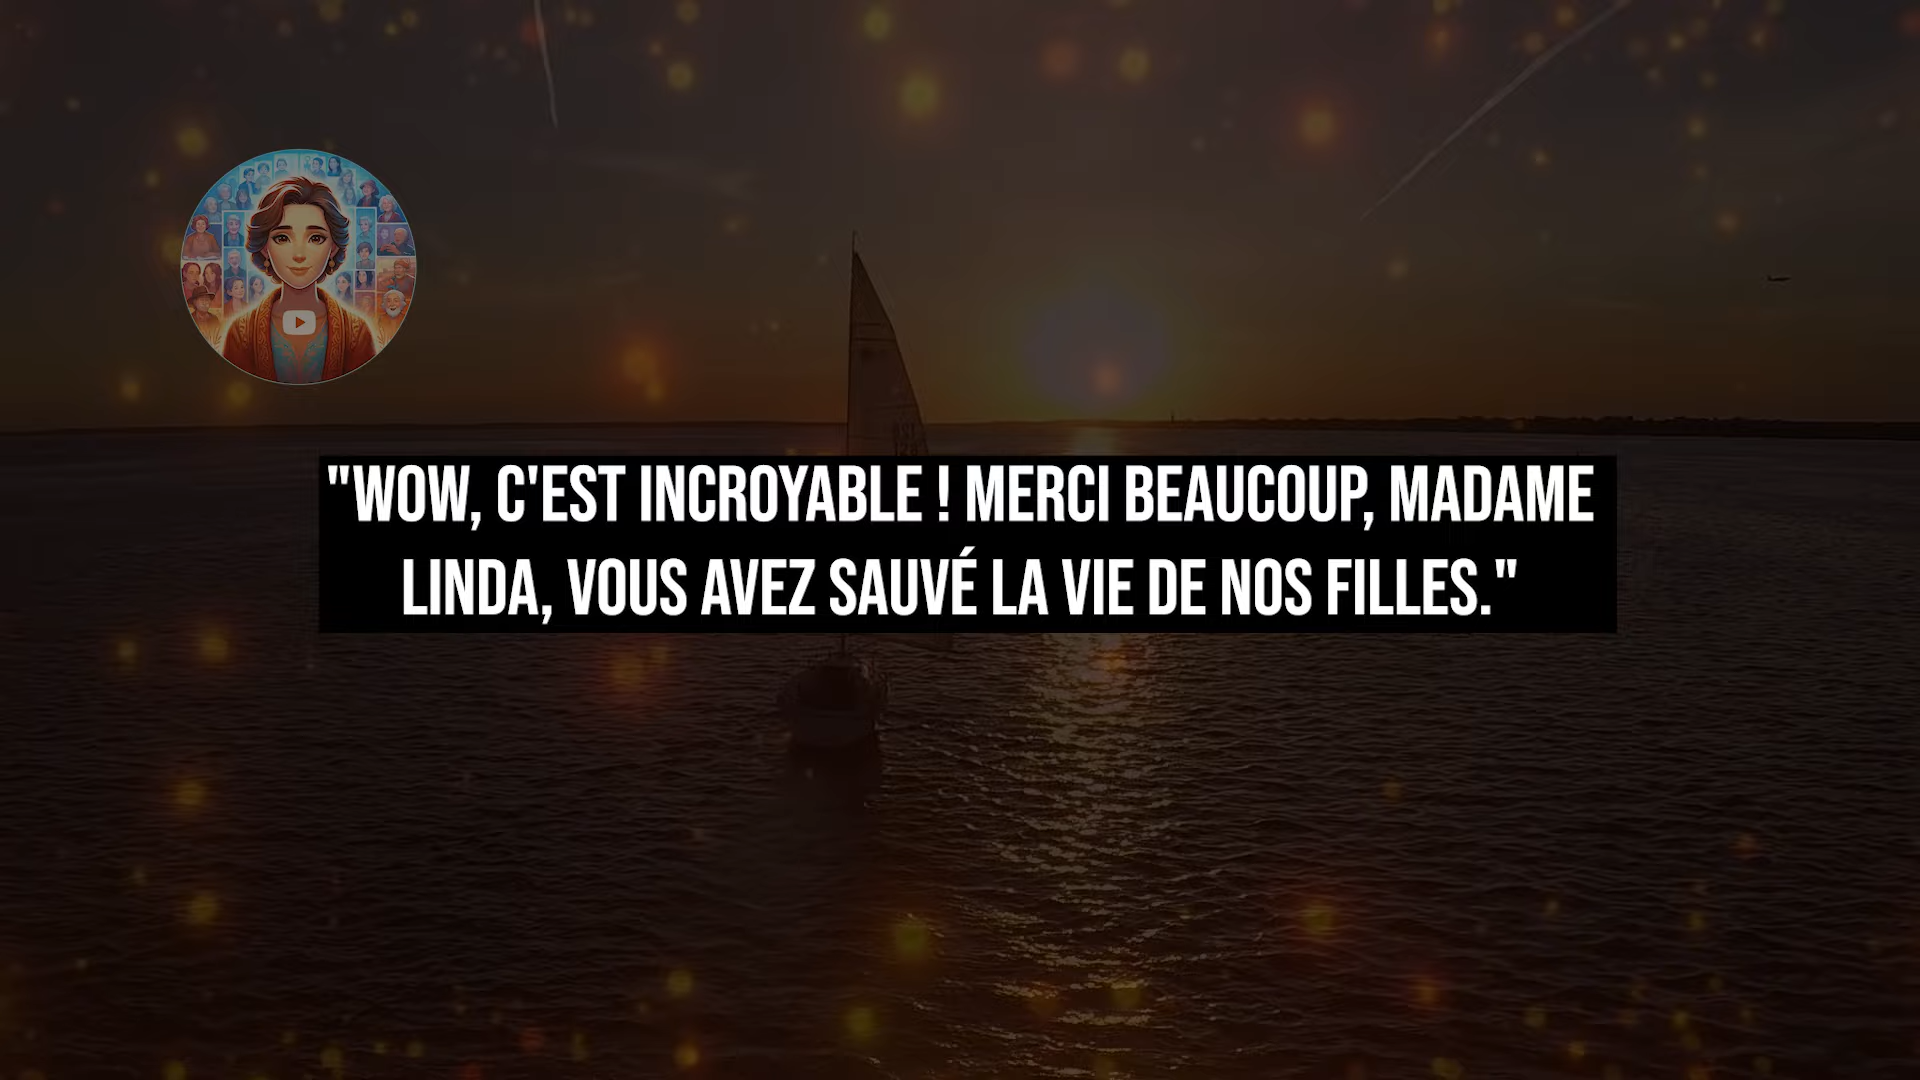 "WOW, C'EST INCROYABLE ! MERCI BEAUCOUP, MADAME
LINDA, VOUS AVEZ SAUVÉ LA VIE DE NOS FILLES."